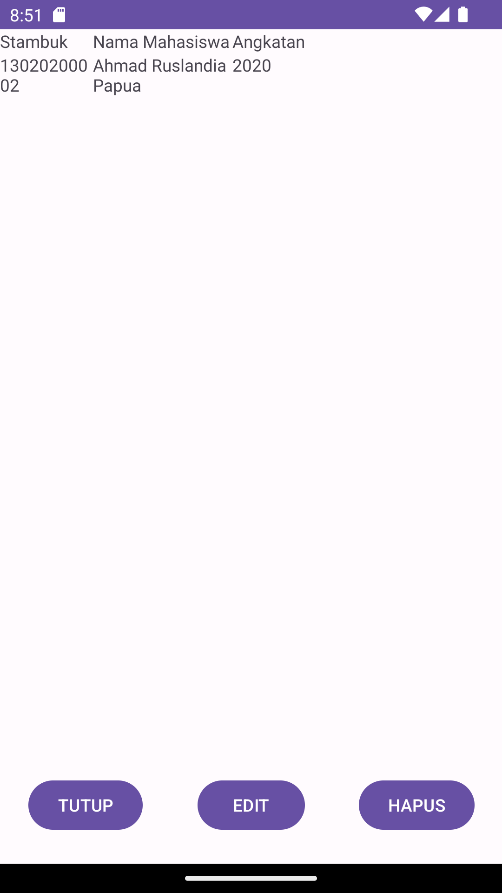 8:51
Stambuk Nama Mahasiswa Angkatan
130202000 Ahmad Ruslandia 2020
02 Papua
TUTUP EDIT HAPUS